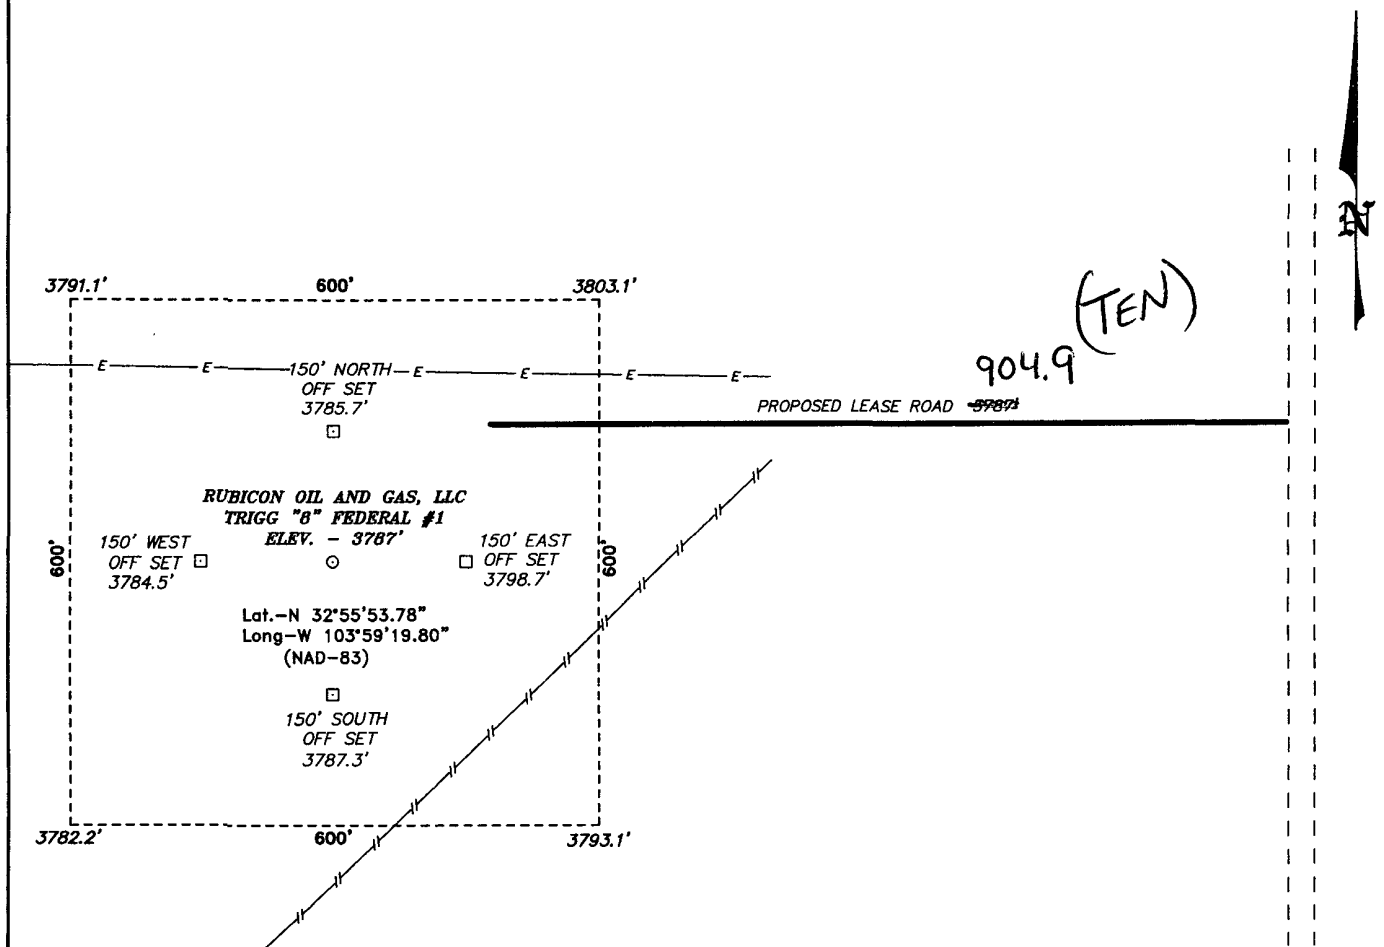 N
3791.1' 600' 3803.1'
(TEN)
904.9
E E 150' NORTH E E E E
OFF SET
3785.7'
PROPOSED LEASE ROAD 3787'
RUBICON OIL AND GAS, LLC
TRIGG "8" FEDERAL #1
ELEV. - 3787'
150' WEST
OFF SET
3784.5'
150' EAST
OFF SET
3798.7'
600'
600'
Lat.-N 32°55'53.78"
Long-W 103°59'19.80"
(NAD-83)
150' SOUTH
OFF SET
3787.3'
3782.2' 600' 3793.1'